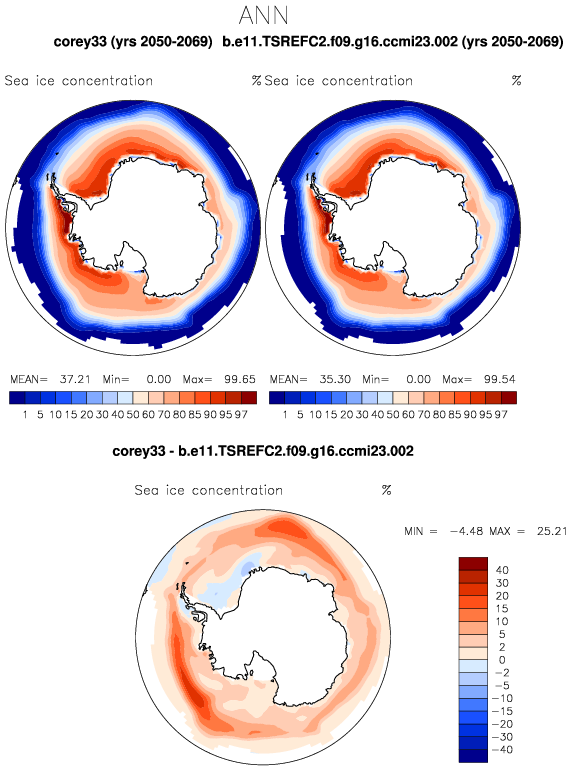 ANN
corey33 (yrs 2050-2069) b.e11.TSREFC2.f09.g16.ccmi23.002 (yrs 2050-2069)
Sea ice concentration % Sea ice concentration %
MEAN= 37.21 Min= 0.00 Max= 99.65 MEAN= 35.30 Min= 0.00 Max= 99.54
1 5 10 15 20 30 40 50 60 70 80 85 90 95 97 1 5 10 15 20 30 40 50 60 70 80 85 90 95 97
corey33 - b.e11.TSREFC2.f09.g16.ccmi23.002
Sea ice concentration %
MIN = -4.48 MAX = 25.21
40
30
20
15
10
5
2
0
-2
-5
-10
-15
-20
-30
-40